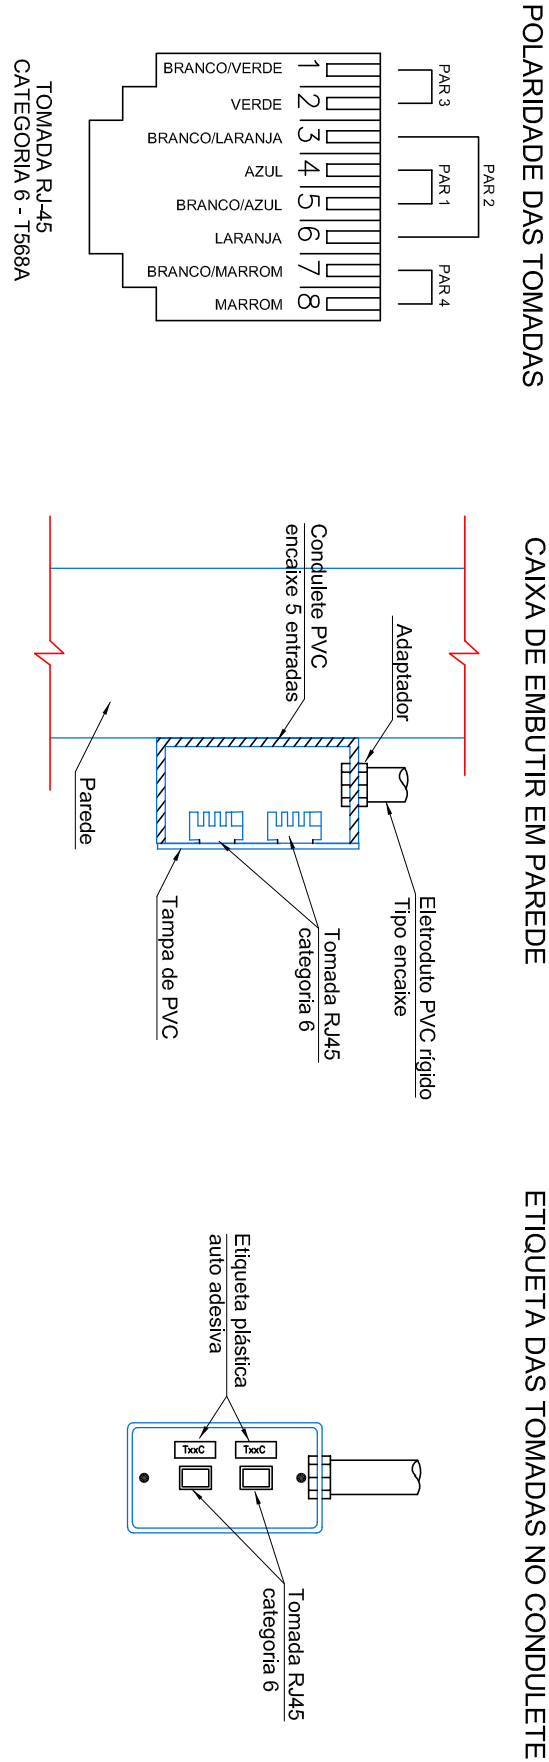 POLARIDADE DAS TOMADAS
PAR 3
PAR 2
PAR 1
PAR 4
BRANCO/VERDE 1
VERDE 2
BRANCO/LARANJA 3
AZUL 4
BRANCO/AZUL 5
LARANJA 6
BRANCO/MARROM 7
MARROM 8
TOMADA RJ-45
CATEGORIA 6 - T568A
CAIXA DE EMBUTIR EM PAREDE
Adaptador
Eletroduto PVC rígido
Tipo encaixe
Condulete PVC
encaixe 5 entradas
Tomada RJ45
categoria 6
Tampa de PVC
Parede
ETIQUETA DAS TOMADAS NO CONDULETE
Etiqueta plástica
auto adesiva
TxxC
TxxC
Tomada RJ45
categoria 6